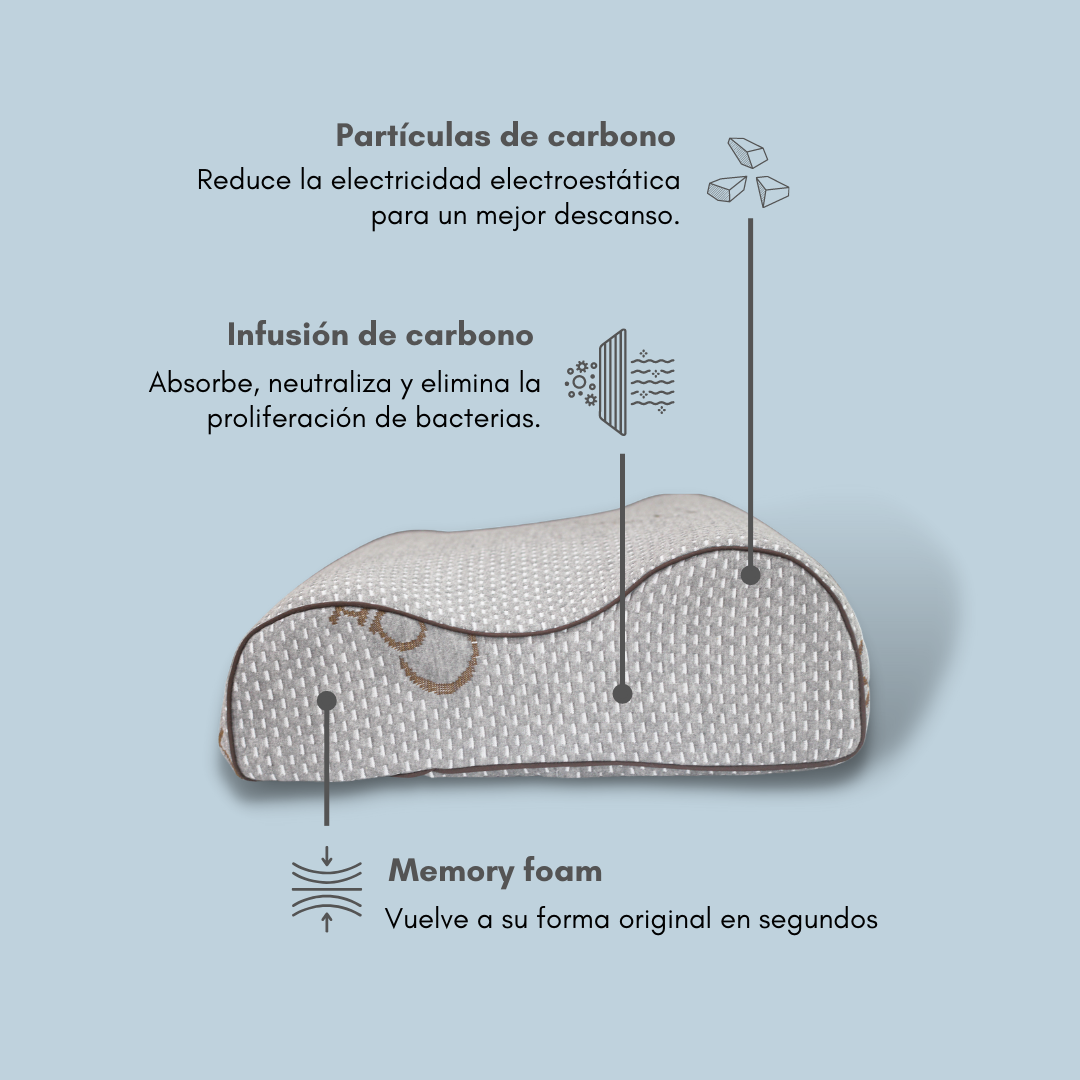 Partículas de carbono
Reduce la electricidad electroestática
para un mejor descanso.
Infusión de carbono
Absorbe, neutraliza y elimina la
proliferación de bacterias.
Memory foam
Vuelve a su forma original en segundos